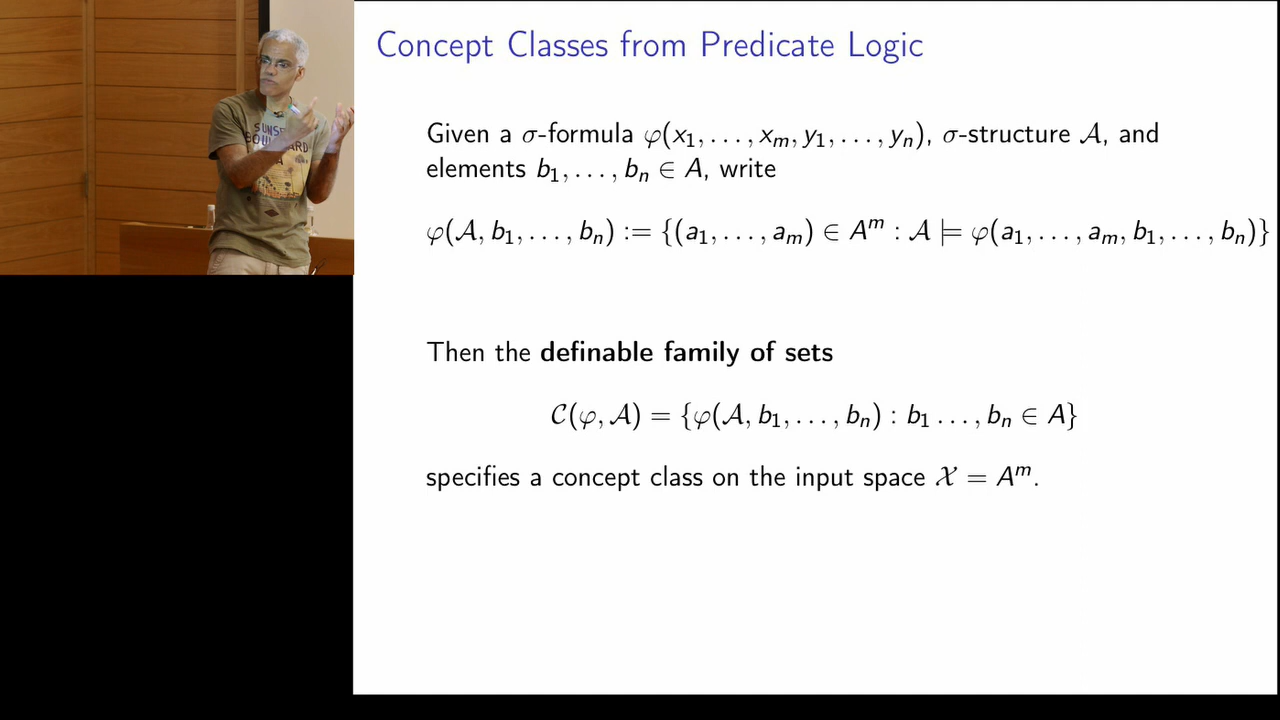 Concept Classes from Predicate Logic
Given a σ-formula φ(x₁, . . . , xₘ, y₁, . . . , yₙ), σ-structure 𝒜, and
elements b₁, . . . , bₙ ∈ A, write
φ(𝒜, b₁, . . . , bₙ) := {(a₁, . . . , aₘ) ∈ Aᵐ : 𝒜 ⊨ φ(a₁, . . . , aₘ, b₁, . . . , bₙ)}
Then the definable family of sets
𝒞(φ, 𝒜) = {φ(𝒜, b₁, . . . , bₙ) : b₁ . . . , bₙ ∈ A}
specifies a concept class on the input space 𝒳 = Aᵐ.
SUNSE